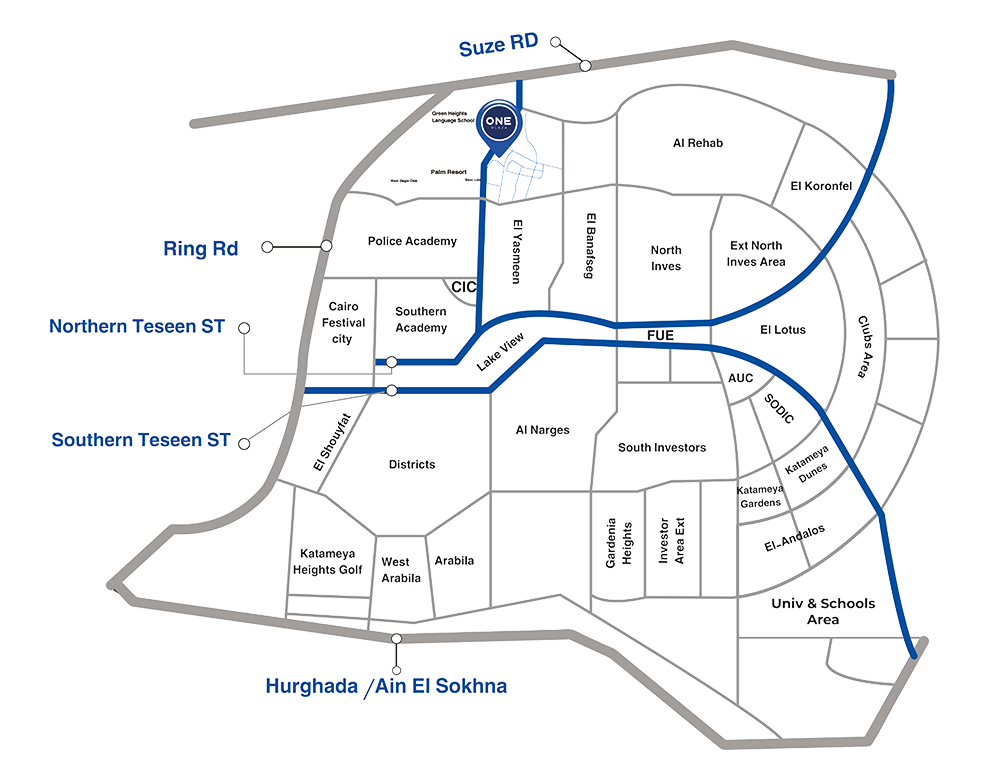 Suze RD
Green Heights
Language School
ONE
PLAZA
Palm Resort
Al Rehab
El Koronfel
Ring Rd
Police Academy
El Yasmeen
El Banafseg
North
Inves
Ext North
Inves Area
CIC
Cairo
Festival
city
Southern
Academy
Northern Teseen ST
Lake View
FUE
El Lotus
Clubs Area
AUC
SODIC
Southern Teseen ST
El Shouyfat
Districts
Al Narges
South Investors
Katameya
Dunes
Katameya
Gardens
Gardenia
Heights
Investor
Area Ext
El-Andalos
Katameya
Heights Golf
West
Arabila
Arabila
Univ & Schools
Area
Hurghada /Ain El Sokhna